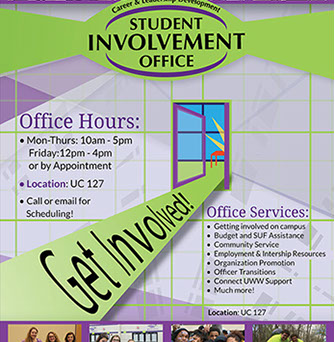 Career & Leadership Development
STUDENT
INVOLVEMENT
OFFICE
Office Hours:
• Mon-Thurs: 10am - 5pm
Friday:12pm - 4pm
or by Appointment
• Location: UC 127
• Call or email for
Scheduling!
Get Involved!
Office Services:
• Getting involved on campus
• Budget and SUF Assistance
• Community Service
• Employment & Intership Resources
• Organization Promotion
• Officer Transitions
• Connect UWW Support
• Much more!
Location: UC 127